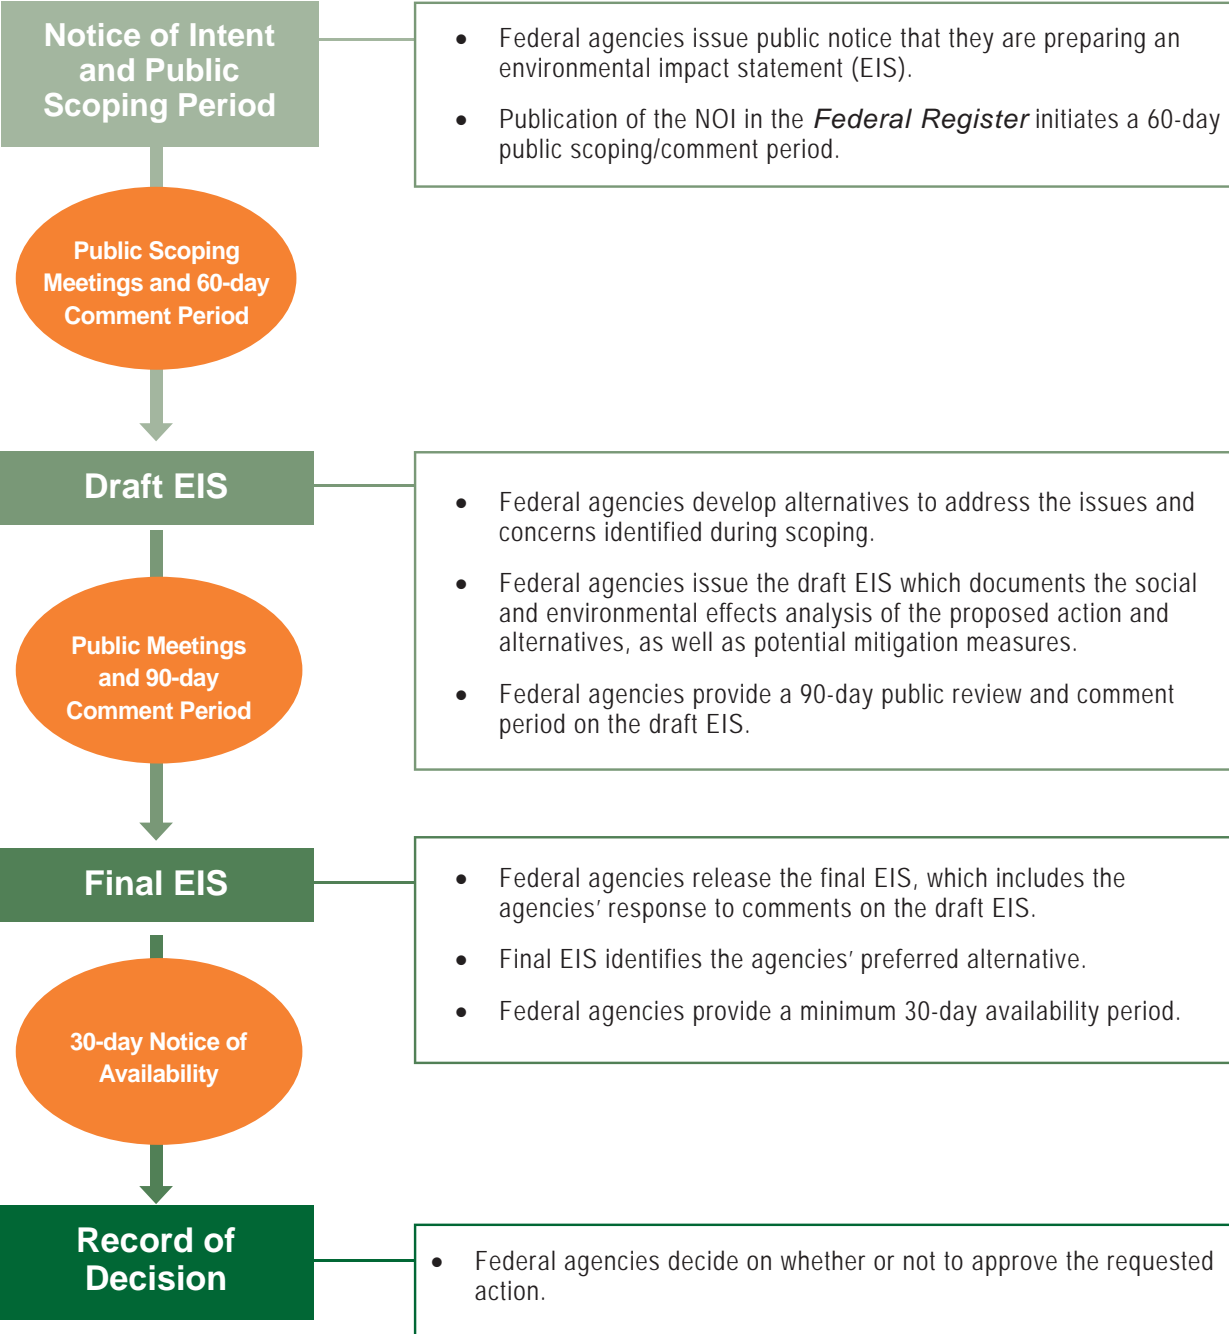 Notice of Intent
and Public
Scoping Period
• Federal agencies issue public notice that they are preparing an
environmental impact statement (EIS).
• Publication of the NOI in the Federal Register initiates a 60-day
public scoping/comment period.
Public Scoping
Meetings and 60-day
Comment Period
Draft EIS
• Federal agencies develop alternatives to address the issues and
concerns identified during scoping.
• Federal agencies issue the draft EIS which documents the social
and environmental effects analysis of the proposed action and
alternatives, as well as potential mitigation measures.
• Federal agencies provide a 90-day public review and comment
period on the draft EIS.
Public Meetings
and 90-day
Comment Period
Final EIS
• Federal agencies release the final EIS, which includes the
agencies’ response to comments on the draft EIS.
• Final EIS identifies the agencies’ preferred alternative.
• Federal agencies provide a minimum 30-day availability period.
30-day Notice of
Availability
Record of
Decision
• Federal agencies decide on whether or not to approve the requested
action.